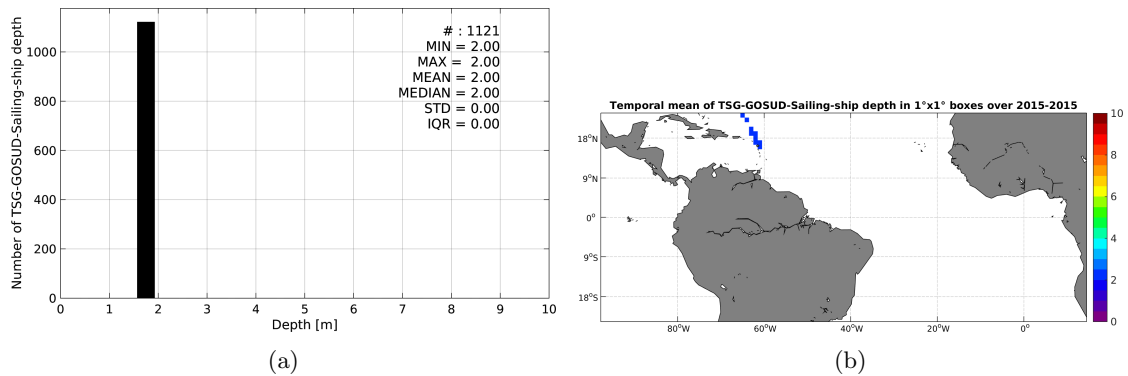 Number of TSG-GOSUD-Sailing-ship depth
1000
800
600
400
200
0
# : 1121
MIN = 2.00
MAX = 2.00
MEAN = 2.00
MEDIAN = 2.00
STD = 0.00
IQR = 0.00
0 1 2 3 4 5 6 7 8 9 10
Depth [m]
(a)
Temporal mean of TSG-GOSUD-Sailing-ship depth in 1°x1° boxes over 2015-2015
18°N
9°N
0°
9°S
18°S
80°W 60°W 40°W 20°W 0°
10
8
6
4
2
0
(b)